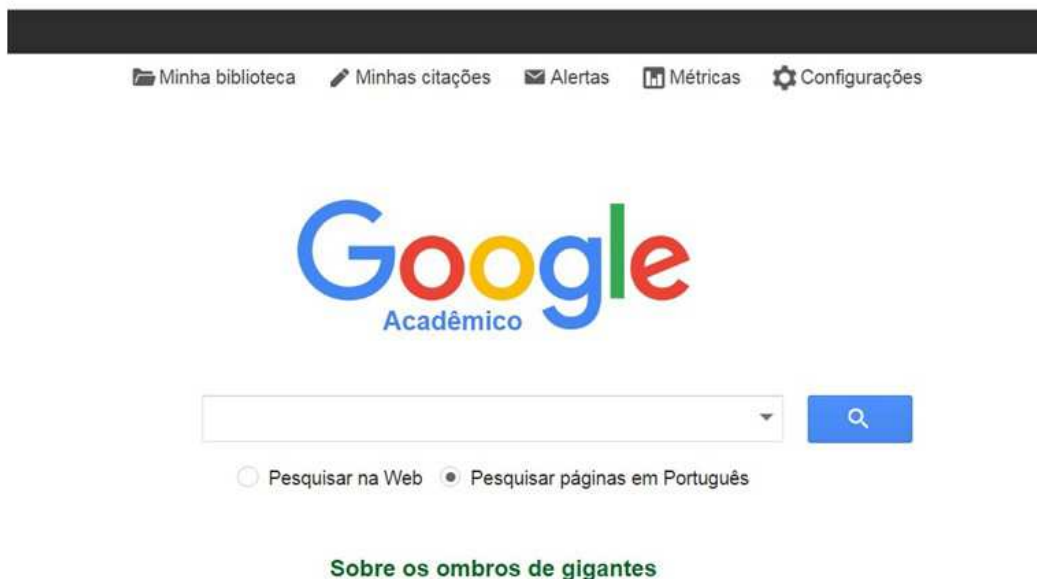 Minha biblioteca Minhas citações Alertas Métricas Configurações
Google
Acadêmico
Pesquisar na Web Pesquisar páginas em Português
Sobre os ombros de gigantes